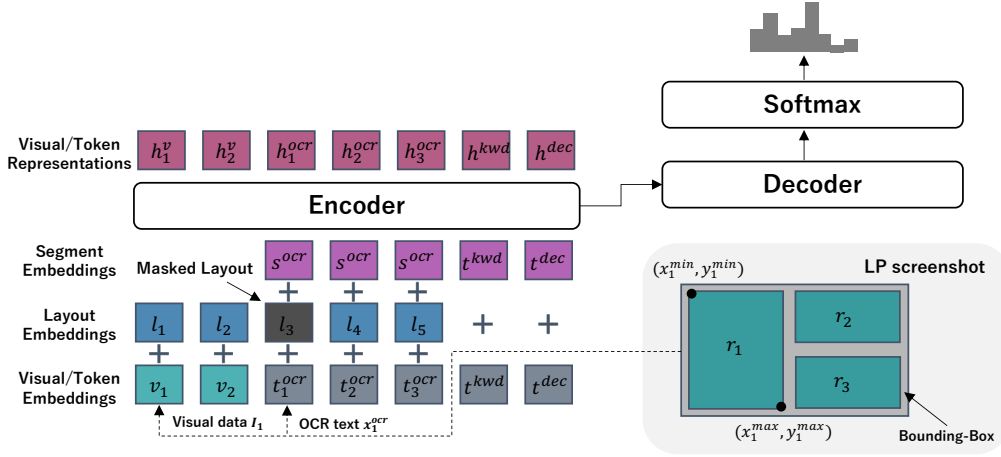 Softmax
Visual/Token
Representations
h_1^v h_2^v h_1^{ocr} h_2^{ocr} h_3^{ocr} h^{kwd} h^{dec}
Encoder
Decoder
Segment
Embeddings
s^{ocr} s^{ocr} s^{ocr} t^{kwd} t^{dec}
Masked Layout
+ + +
Layout
Embeddings
l_1 l_2 l_3 l_4 l_5 + +
+ + + + +
Visual/Token
Embeddings
v_1 v_2 t_1^{ocr} t_2^{ocr} t_3^{ocr} t^{kwd} t^{dec}
Visual data I_1
OCR text x_1^{ocr}
(x_1^{min}, y_1^{min})
LP screenshot
r_1
r_2
r_3
(x_1^{max}, y_1^{max})
Bounding-Box